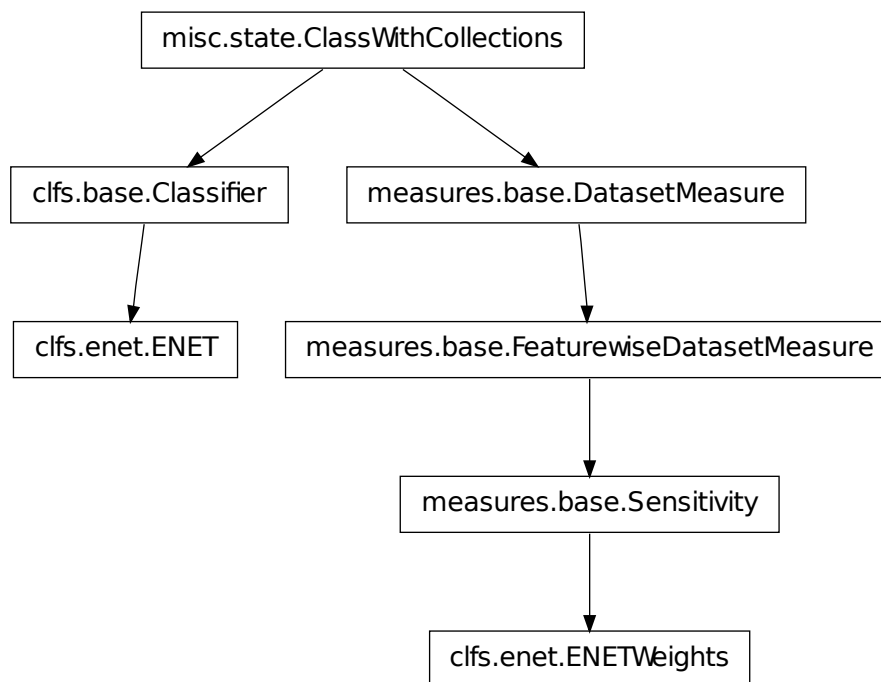 misc.state.ClassWithCollections
clfs.base.Classifier
measures.base.DatasetMeasure
clfs.enet.ENET
measures.base.FeaturewiseDatasetMeasure
measures.base.Sensitivity
clfs.enet.ENETWeights